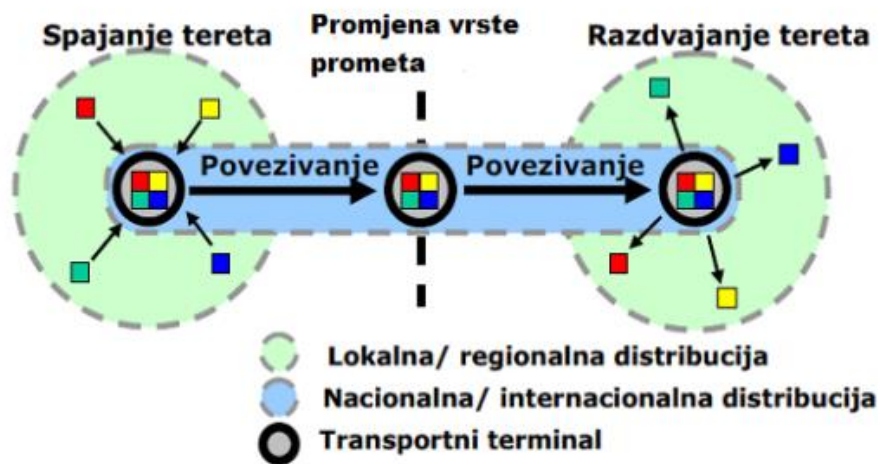 Spajanje tereta
Promjena vrste
prometa
Razdvajanje tereta
Povezivanje
Povezivanje
Lokalna/ regionalna distribucija
Nacionalna/ internacionalna distribucija
Transportni terminal